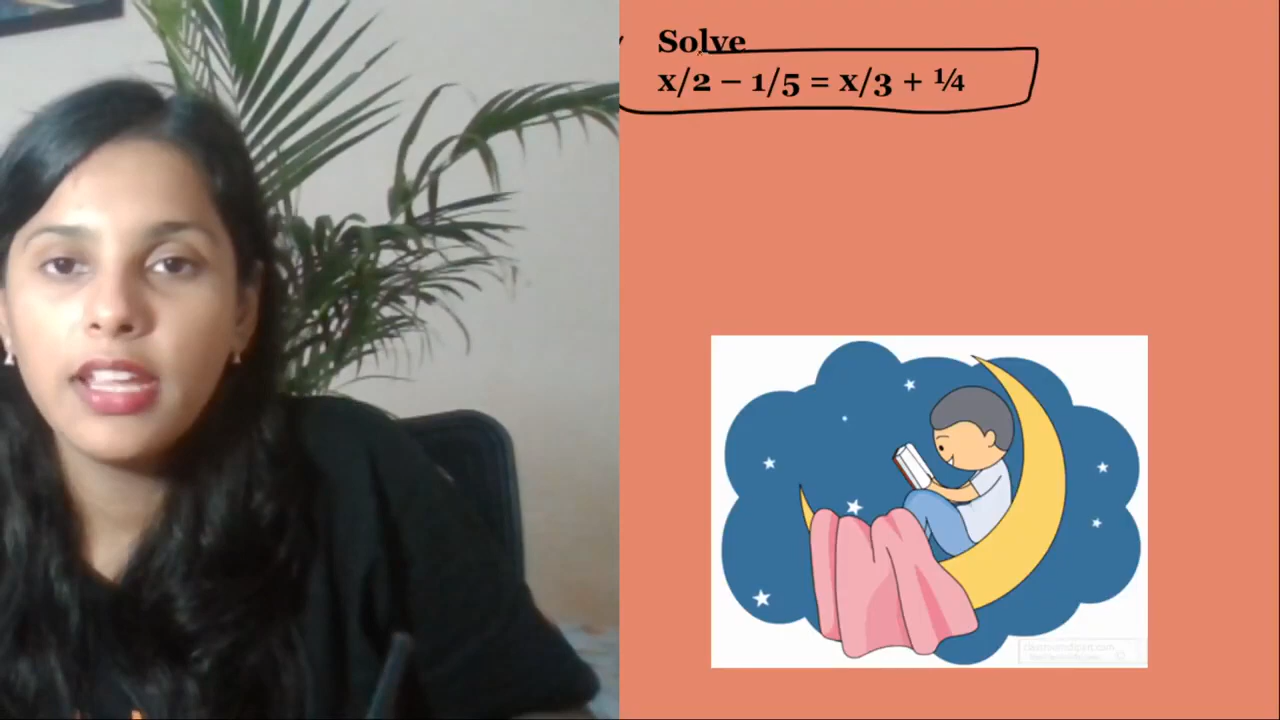 Solve
x/2 – 1/5 = x/3 + ¼